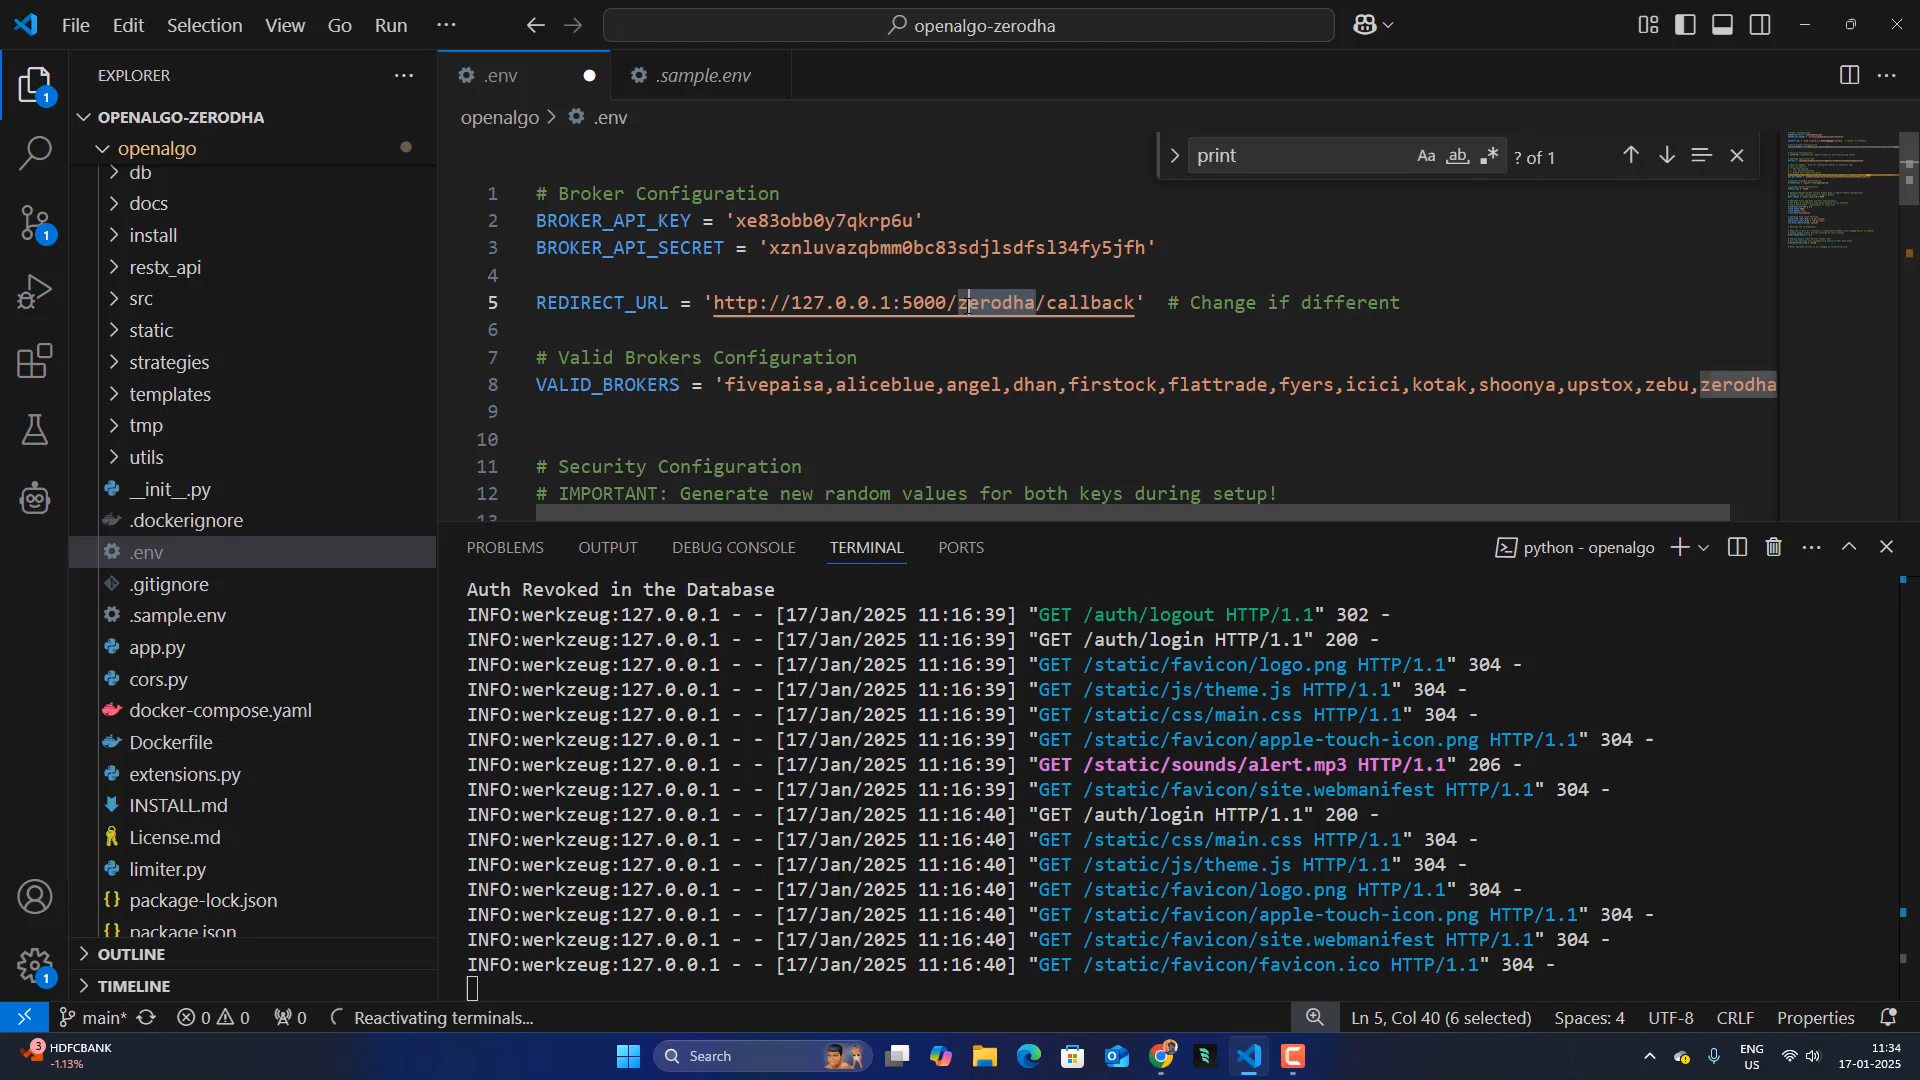 File Edit Selection View Go Run ...
openalgo-zerodha
EXPLORER
OPENALGO-ZERODHA
openalgo
db
docs
install
restx_api
src
static
strategies
templates
tmp
utils
__init__.py
.dockerignore
.env
.gitignore
.sample.env
app.py
cors.py
docker-compose.yaml
Dockerfile
extensions.py
INSTALL.md
License.md
limiter.py
package-lock.json
package.json
OUTLINE
TIMELINE
.env .sample.env
openalgo > .env
print Aa ab ? of 1
1 # Broker Configuration
2 BROKER_API_KEY = 'xe83obb0y7qkrp6u'
3 BROKER_API_SECRET = 'xznluvazqbmm0bc83sdjlsdfsl34fy5jfh'
4
5 REDIRECT_URL = 'http://127.0.0.1:5000/zerodha/callback' # Change if different
6
7 # Valid Brokers Configuration
8 VALID_BROKERS = 'fivepaisa,aliceblue,angel,dhan,firstock,flattrade,fyers,icici,kotak,shoonya,upstox,zebu,zerodha
9
10
11 # Security Configuration
12 # IMPORTANT: Generate new random values for both keys during setup!
13
PROBLEMS OUTPUT DEBUG CONSOLE TERMINAL PORTS python - openalgo
Auth Revoked in the Database
INFO:werkzeug:127.0.0.1 - - [17/Jan/2025 11:16:39] "GET /auth/logout HTTP/1.1" 302 -
INFO:werkzeug:127.0.0.1 - - [17/Jan/2025 11:16:39] "GET /auth/login HTTP/1.1" 200 -
INFO:werkzeug:127.0.0.1 - - [17/Jan/2025 11:16:39] "GET /static/favicon/logo.png HTTP/1.1" 304 -
INFO:werkzeug:127.0.0.1 - - [17/Jan/2025 11:16:39] "GET /static/js/theme.js HTTP/1.1" 304 -
INFO:werkzeug:127.0.0.1 - - [17/Jan/2025 11:16:39] "GET /static/css/main.css HTTP/1.1" 304 -
INFO:werkzeug:127.0.0.1 - - [17/Jan/2025 11:16:39] "GET /static/favicon/apple-touch-icon.png HTTP/1.1" 304 -
INFO:werkzeug:127.0.0.1 - - [17/Jan/2025 11:16:39] "GET /static/sounds/alert.mp3 HTTP/1.1" 206 -
INFO:werkzeug:127.0.0.1 - - [17/Jan/2025 11:16:39] "GET /static/favicon/site.webmanifest HTTP/1.1" 304 -
INFO:werkzeug:127.0.0.1 - - [17/Jan/2025 11:16:40] "GET /auth/login HTTP/1.1" 200 -
INFO:werkzeug:127.0.0.1 - - [17/Jan/2025 11:16:40] "GET /static/css/main.css HTTP/1.1" 304 -
INFO:werkzeug:127.0.0.1 - - [17/Jan/2025 11:16:40] "GET /static/js/theme.js HTTP/1.1" 304 -
INFO:werkzeug:127.0.0.1 - - [17/Jan/2025 11:16:40] "GET /static/favicon/logo.png HTTP/1.1" 304 -
INFO:werkzeug:127.0.0.1 - - [17/Jan/2025 11:16:40] "GET /static/favicon/apple-touch-icon.png HTTP/1.1" 304 -
INFO:werkzeug:127.0.0.1 - - [17/Jan/2025 11:16:40] "GET /static/favicon/site.webmanifest HTTP/1.1" 304 -
INFO:werkzeug:127.0.0.1 - - [17/Jan/2025 11:16:40] "GET /static/favicon/favicon.ico HTTP/1.1" 304 -
main* 0 0 0 Reactivating terminals... Ln 5, Col 40 (6 selected) Spaces: 4 UTF-8 CRLF Properties
3 HDFCBANK
-1.13%
Search
ENG
US
11:34
17-01-2025